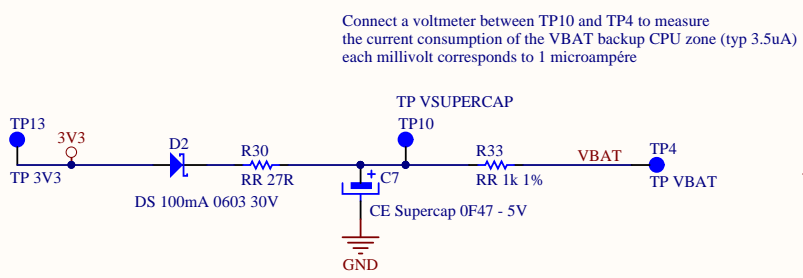 Connect a voltmeter between TP10 and TP4 to measure
the current consumption of the VBAT backup CPU zone (typ 3.5uA)
each millivolt corresponds to 1 microampére
TP VSUPERCAP
TP13
3V3
D2
R30
TP10
R33
VBAT
TP4
TP 3V3
RR 27R
C7
RR 1k 1%
TP VBAT
DS 100mA 0603 30V
+
CE Supercap 0F47 - 5V
GND